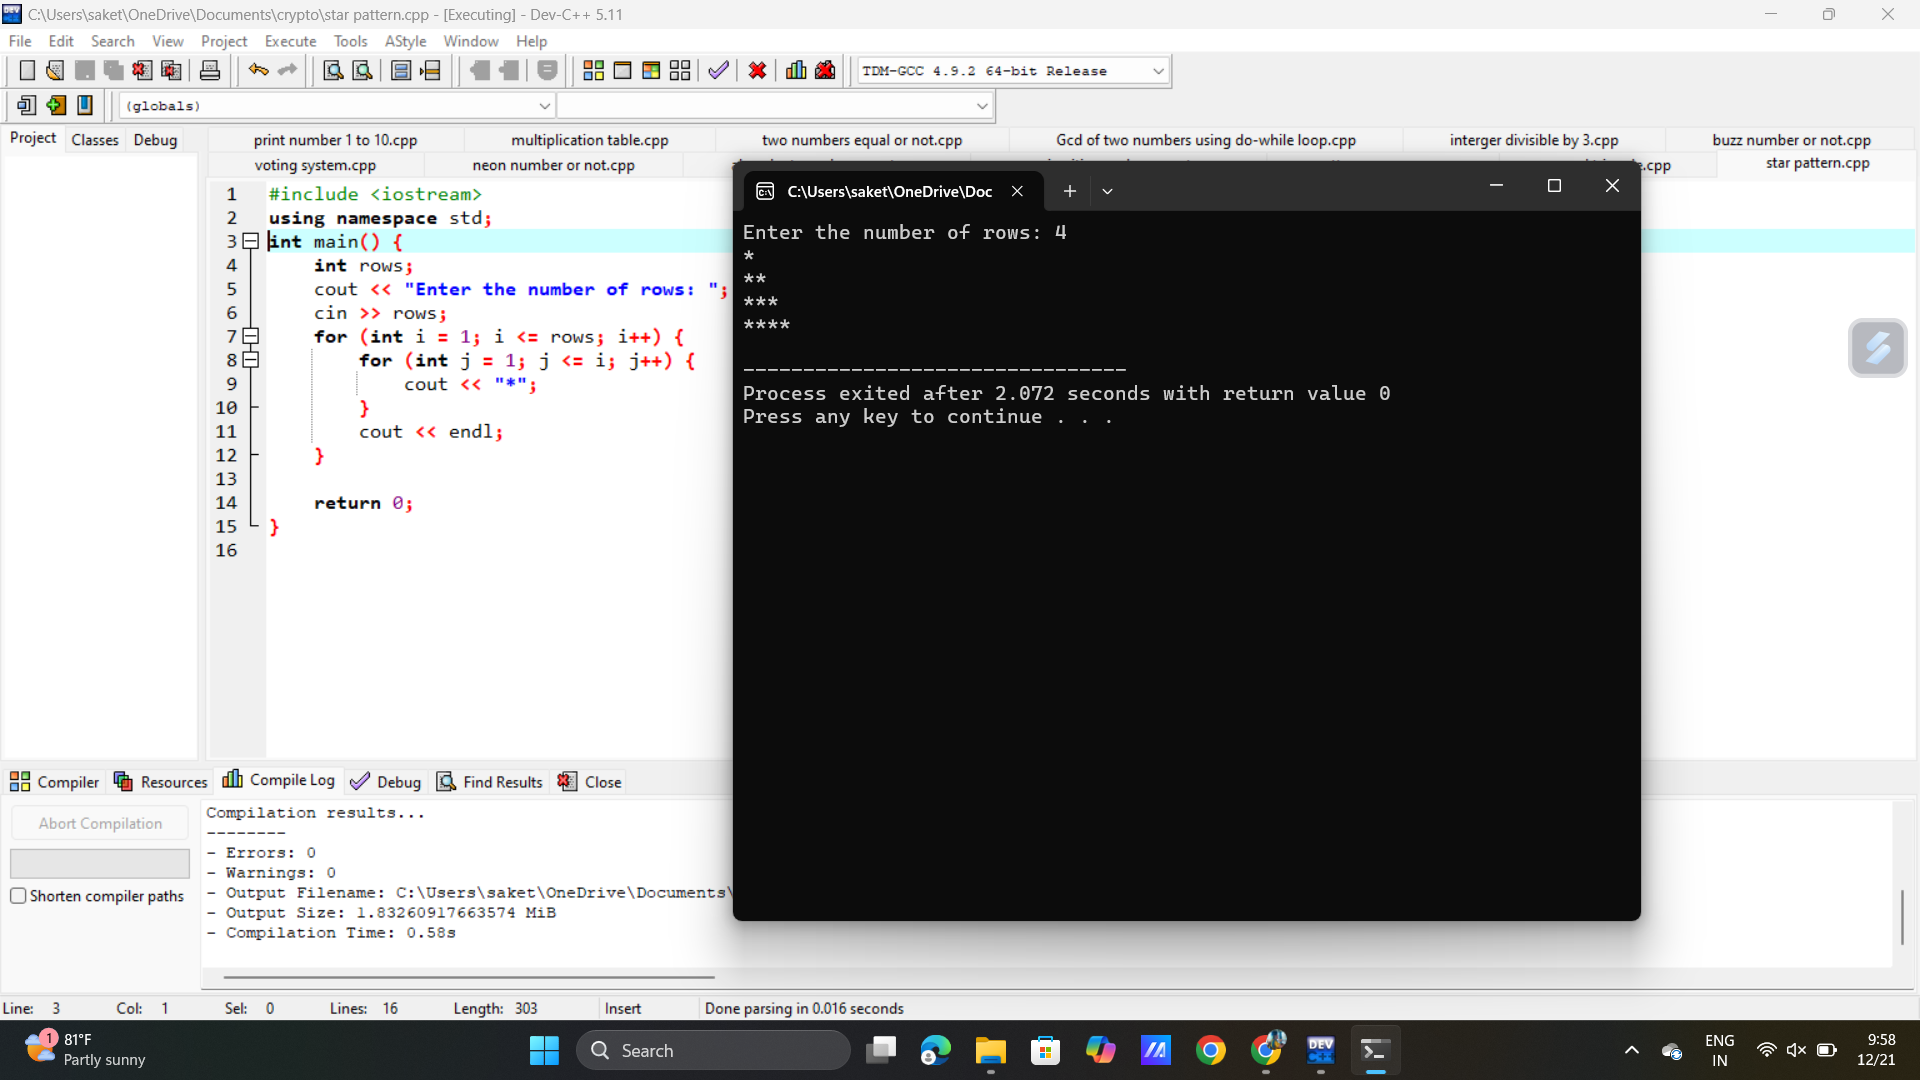 C:\Users\saket\OneDrive\Documents\crypto\star pattern.cpp - [Executing] - Dev-C++ 5.11
File Edit Search View Project Execute Tools AStyle Window Help
TDM-GCC 4.9.2 64-bit Release
(globals)
Project Classes Debug
print number 1 to 10.cpp multiplication table.cpp two numbers equal or not.cpp Gcd of two numbers using do-while loop.cpp interger divisible by 3.cpp buzz number or not.cpp
voting system.cpp neon number or not.cpp star pattern.cpp
1 #include <iostream>
2 using namespace std;
3 int main() {
4 int rows;
5 cout << "Enter the number of rows: ";
6 cin >> rows;
7 for (int i = 1; i <= rows; i++) {
8 for (int j = 1; j <= i; j++) {
9 cout << "*";
10 }
11 cout << endl;
12 }
13
14 return 0;
15 }
16
C:\Users\saket\OneDrive\Doc
Enter the number of rows: 4
*
**
***
****
--------------------------------
Process exited after 2.072 seconds with return value 0
Press any key to continue . . .
Compiler Resources Compile Log Debug Find Results Close
Abort Compilation
Shorten compiler paths
Compilation results...
--------
- Errors: 0
- Warnings: 0
- Output Filename: C:\Users\saket\OneDrive\Documents\
- Output Size: 1.83260917663574 MiB
- Compilation Time: 0.58s
Line: 3 Col: 1 Sel: 0 Lines: 16 Length: 303 Insert Done parsing in 0.016 seconds
1
81°F
Partly sunny
Search
DEV
ENG
IN
9:58
12/21